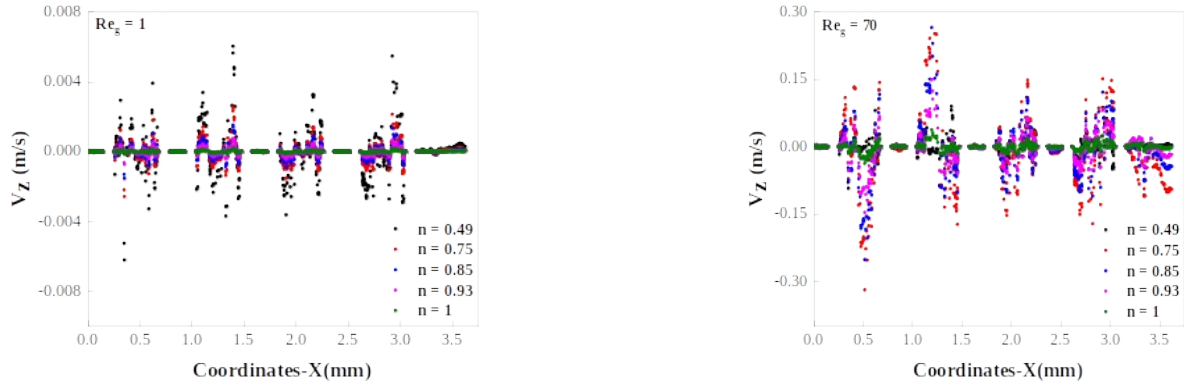 Re_g = 1
0.008
0.004
0.000
-0.004
-0.008
V_Z (m/s)
n = 0.49
n = 0.75
n = 0.85
n = 0.93
n = 1
0.0 0.5 1.0 1.5 2.0 2.5 3.0 3.5
Coordinates-X(mm)
Re_g = 70
0.30
0.15
0.00
-0.15
-0.30
V_Z (m/s)
n = 0.49
n = 0.75
n = 0.85
n = 0.93
n = 1
0.0 0.5 1.0 1.5 2.0 2.5 3.0 3.5
Coordinates-X(mm)